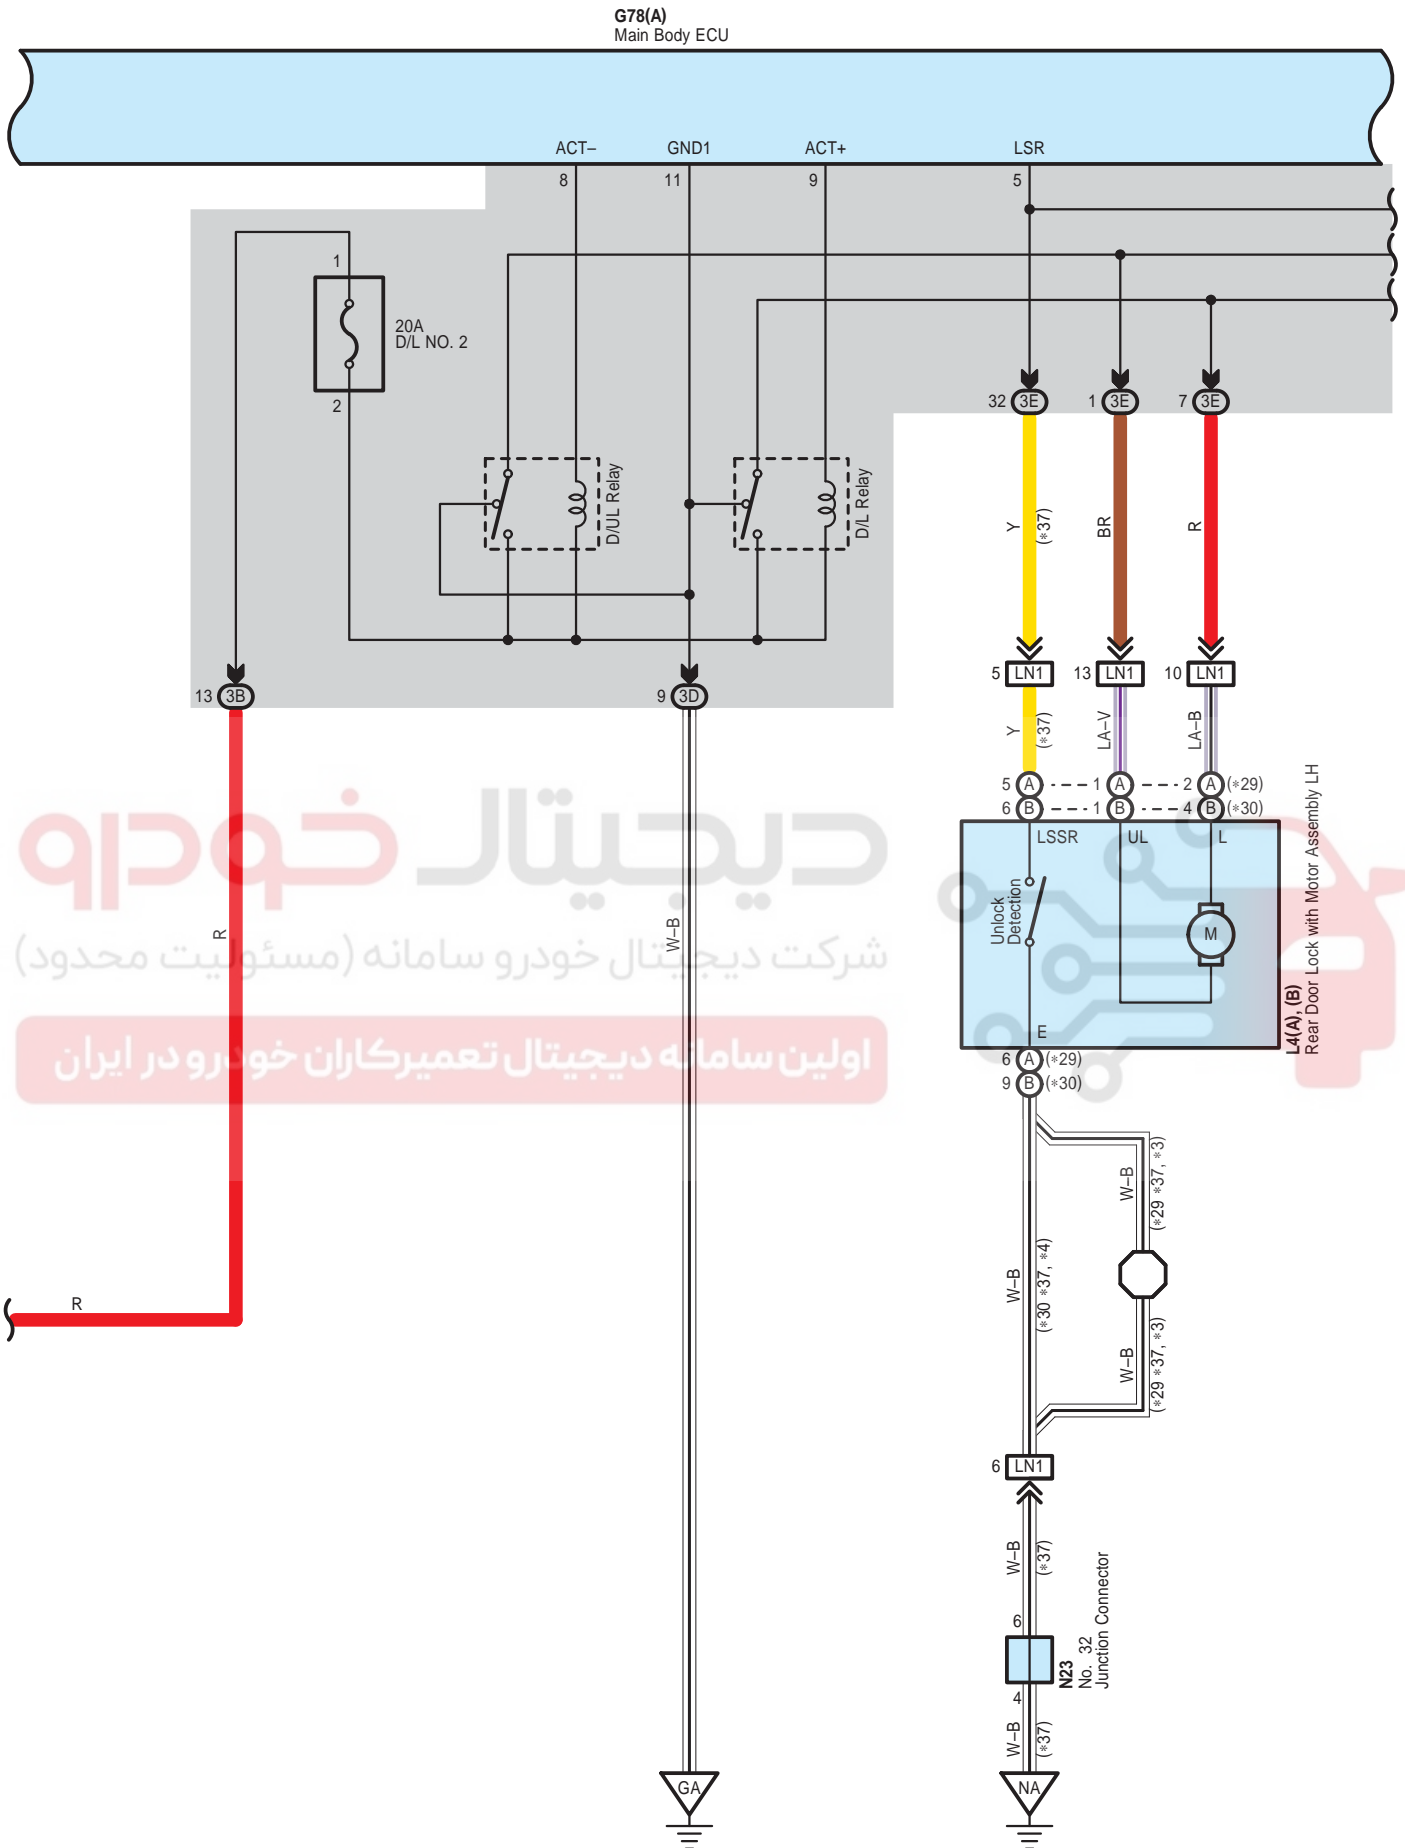 G78(A)
Main Body ECU
ACT–
GND1
ACT+
LSR
8
11
9
5
1
20A
D/L NO. 2
2
D/UL Relay
D/L Relay
32 3E
1 3E
7 3E
Y
(*37)
BR
R
13 3B
9 3D
5 LN1
13 LN1
10 LN1
Y
(*37)
LA–V
LA–B
5 A
1 A
2 A (*29)
6 B
1 B
4 B (*30)
LSSR
UL
L
Unlock
Detection
M
E
L4(A), (B)
Rear Door Lock with Motor Assembly LH
دیجیتال خودرو
شرکت دیجیتال خودرو سامانه (مسئولیت محدود)
اولین سامانه دیجیتال تعمیرکاران خودرو در ایران
R
W–B
6 A (*29)
9 B (*30)
W–B
(*29 *37, *3)
W–B
(*30 *37, *4)
R
W–B
(*29 *37, *3)
6 LN1
W–B
(*37)
6
N23
No. 32
Junction Connector
4
W–B
(*37)
GA
NA